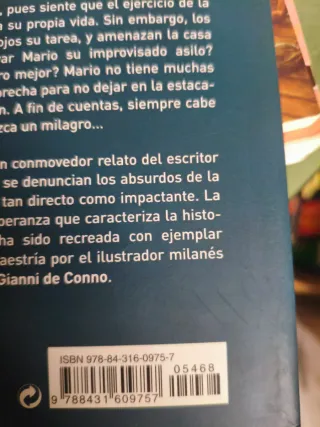 , pues siente que el ejercicio de la
a su propia vida. Sin embargo, los
ojos su tarea, y amenazan la casa
var Mario su improvisado asilo?
ro mejor? Mario no tiene muchas
brecha para no dejar en la estaca-
ón. A fin de cuentas, siempre cabe
zca un milagro...
n conmovedor relato del escritor
se denuncian los absurdos de la
tan directo como impactante. La
peranza que caracteriza la histo-
ha sido recreada con ejemplar
aestría por el ilustrador milanés
Gianni de Conno.
ISBN 978-84-316-0975-7
05468
9 788431 609757